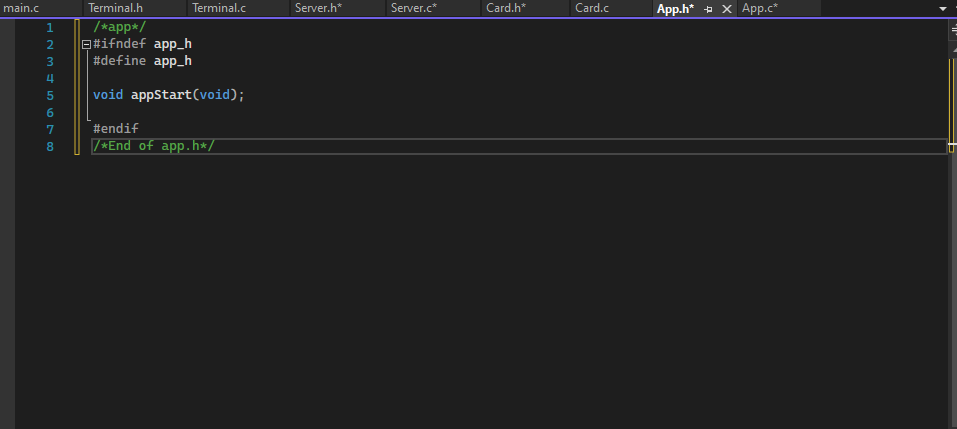 main.c Terminal.h Terminal.c Server.h* Server.c* Card.h* Card.c App.h* App.c*
1 /*app*/
2 #ifndef app_h
3 #define app_h
4
5 void appStart(void);
6
7 #endif
8 /*End of app.h*/